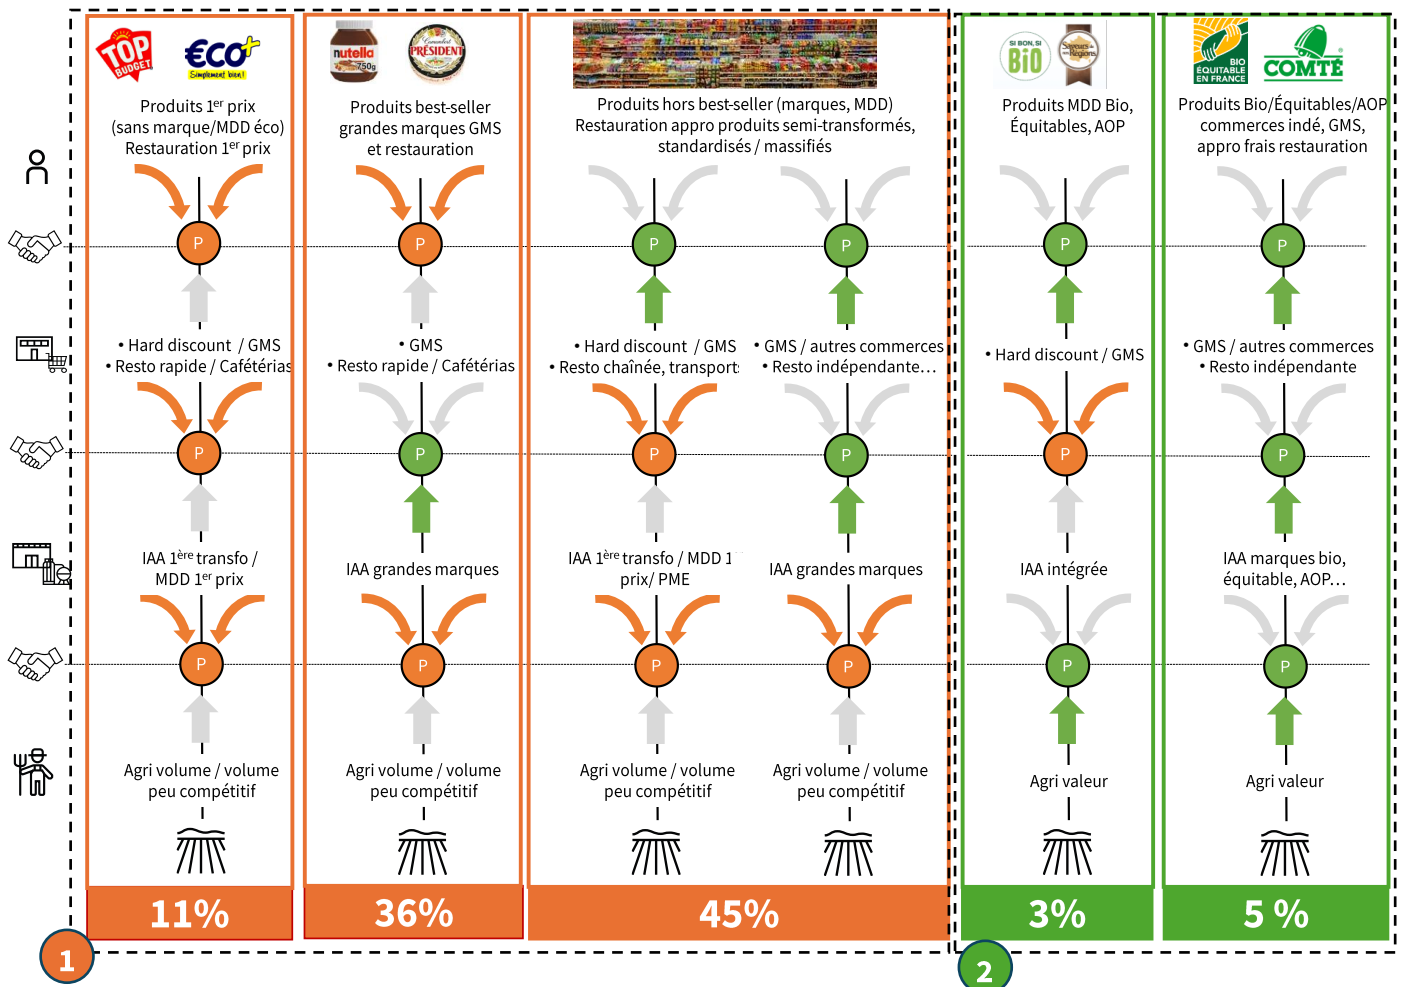 TOP
BUDGET
€CO+
Simplement bien!
Produits 1er prix
(sans marque/MDD éco)
Restauration 1er prix
nutella
750g
Camembert
PRÉSIDENT
Produits best-seller
grandes marques GMS
et restauration
Produits hors best-seller (marques, MDD)
Restauration appro produits semi-transformés,
standardisés / massifiés
SI BON, SI
BIO
Saveurs de
nos Régions
Produits MDD Bio,
Équitables, AOP
BIO
ÉQUITABLE
EN FRANCE
COMTÉ
Produits Bio/Équitables/AOP
commerces indé, GMS,
appro frais restauration
P
P
P
P
P
P
• Hard discount / GMS
• Resto rapide / Cafétérias
• GMS
• Resto rapide / Cafétérias
• Hard discount / GMS
• Resto chaînée, transports
• GMS / autres commerces
• Resto indépendante…
• Hard discount / GMS
• GMS / autres commerces
• Resto indépendante
P
P
P
P
P
P
IAA 1ère transfo /
MDD 1er prix
IAA grandes marques
IAA 1ère transfo / MDD 1
prix/ PME
IAA grandes marques
IAA intégrée
IAA marques bio,
équitable, AOP…
P
P
P
P
P
P
Agri volume / volume
peu compétitif
Agri volume / volume
peu compétitif
Agri volume / volume
peu compétitif
Agri volume / volume
peu compétitif
Agri valeur
Agri valeur
11%
36%
45%
3%
5 %
1
2